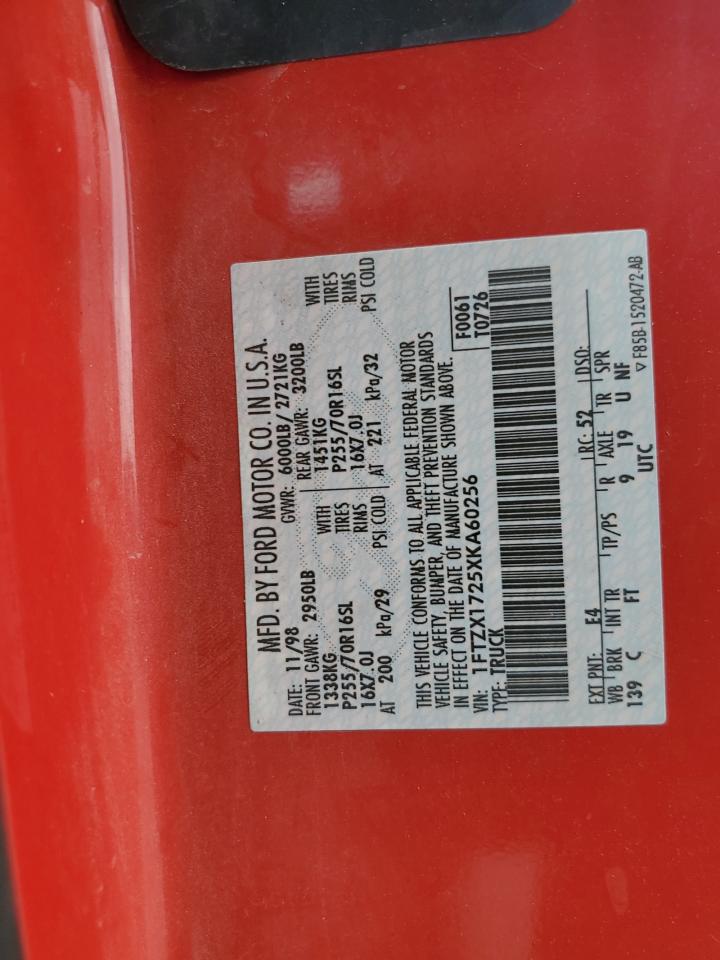 MFD. BY FORD MOTOR CO. IN U.S.A.
DATE: 11/98 GVWR: 6000LB/ 2721KG
FRONT GAWR: 2950LB REAR GAWR: 3200LB
1338KG WITH 1451KG WITH
P255/70R16SL TIRES P255/70R16SL TIRES
16X7.0J RIMS 16X7.0J RIMS
AT 200 kPa/29 PSI COLD AT 221 kPa/32 PSI COLD
THIS VEHICLE CONFORMS TO ALL APPLICABLE FEDERAL MOTOR
VEHICLE SAFETY, BUMPER, AND THEFT PREVENTION STANDARDS
IN EFFECT ON THE DATE OF MANUFACTURE SHOWN ABOVE.
VIN: 1FTZX1725XKA60256 F0061
TYPE: TRUCK T0726
EXT PNT: E4 RC: 52 DSO:
WB BRK INT TR TP/PS R AXLE TR SPR
139 C FT 9 19 U NF
UTC ▽ F85B-1520472-AB